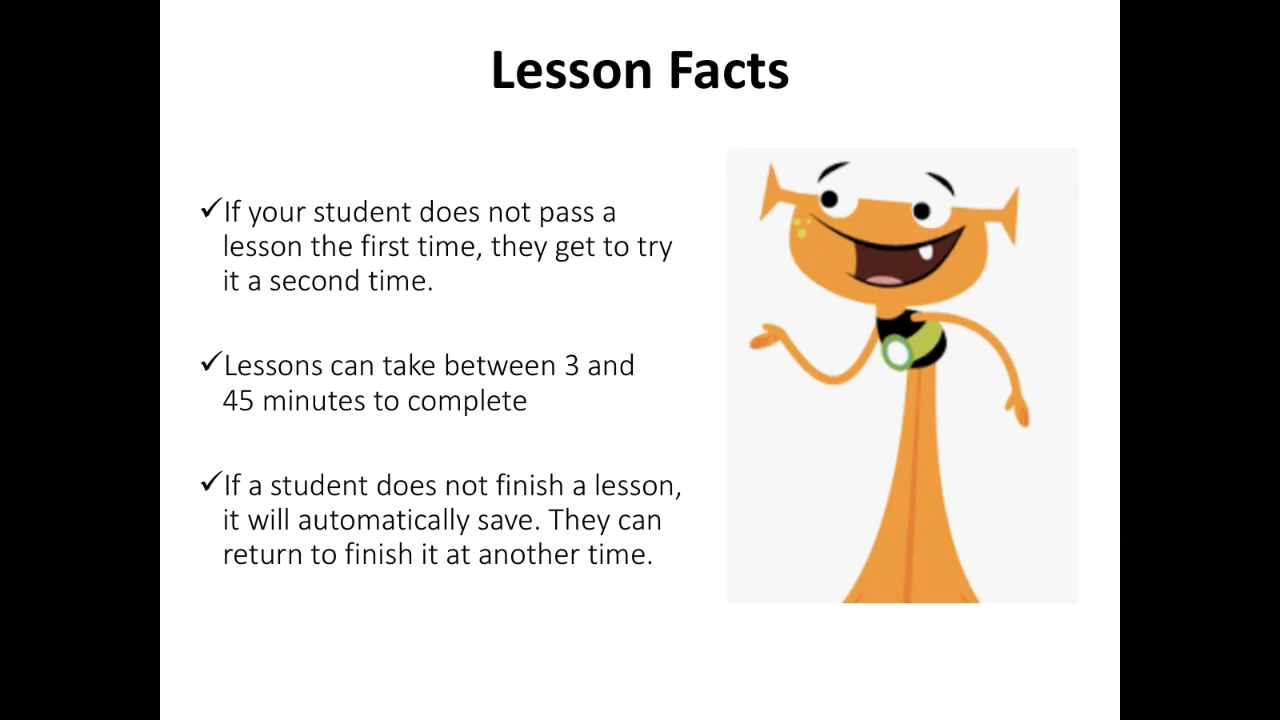 Lesson Facts
✓If your student does not pass a
lesson the first time, they get to try
it a second time.
✓Lessons can take between 3 and
45 minutes to complete
✓If a student does not finish a lesson,
it will automatically save. They can
return to finish it at another time.